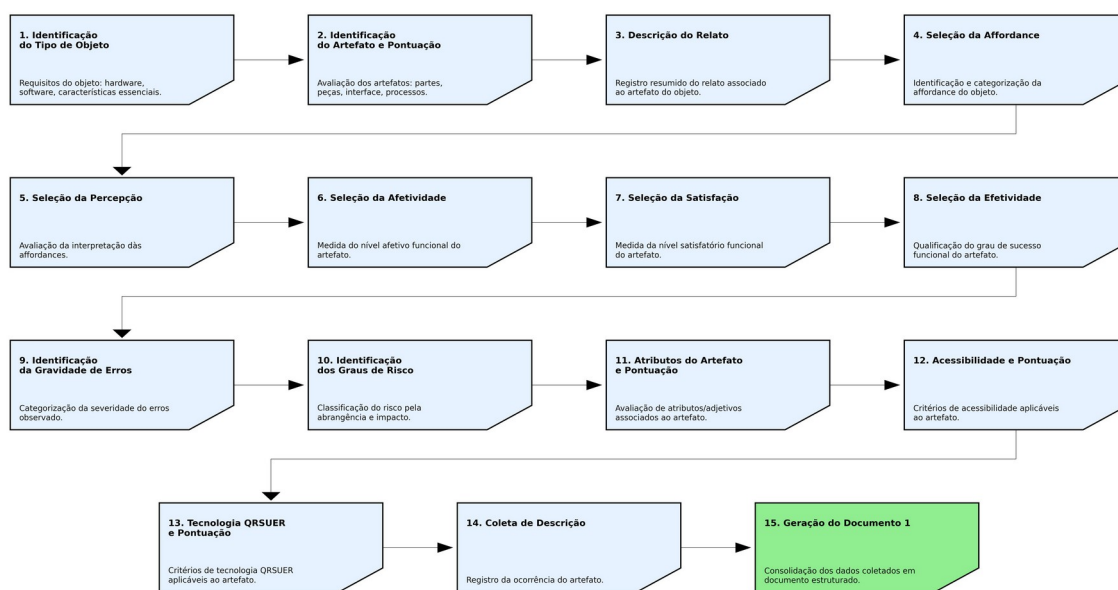 1. Identificação
do Tipo de Objeto
Requisitos do objeto: hardware,
software, características essenciais.
2. Identificação
do Artefato e Pontuação
Avaliação dos artefatos: partes,
peças, interface, processos.
3. Descrição do Relato
Registro resumido do relato associado
ao artefato do objeto.
4. Seleção da Affordance
Identificação e categorização da
affordance do objeto.
5. Seleção da Percepção
Avaliação da interpretação dàs
affordances.
6. Seleção da Afetividade
Medida do nível afetivo funcional do
artefato.
7. Seleção da Satisfação
Medida da nível satisfatório funcional
do artefato.
8. Seleção da Efetividade
Qualificação do grau de sucesso
funcional do artefato.
9. Identificação
da Gravidade de Erros
Categorização da severidade do erros
observado.
10. Identificação
dos Graus de Risco
Classificação do risco pela
abrangência e impacto.
11. Atributos do Artefato
e Pontuação
Avaliação de atributos/adjetivos
associados ao artefato.
12. Acessibilidade e Pontuação
Critérios de acessibilidade aplicáveis
ao artefato.
13. Tecnologia QRSUER
e Pontuação
Critérios de tecnologia QRSUER
aplicáveis ao artefato.
14. Coleta de Descrição
Registro da ocorrência do artefato.
15. Geração do Documento 1
Consolidação dos dados coletados em
documento estruturado.